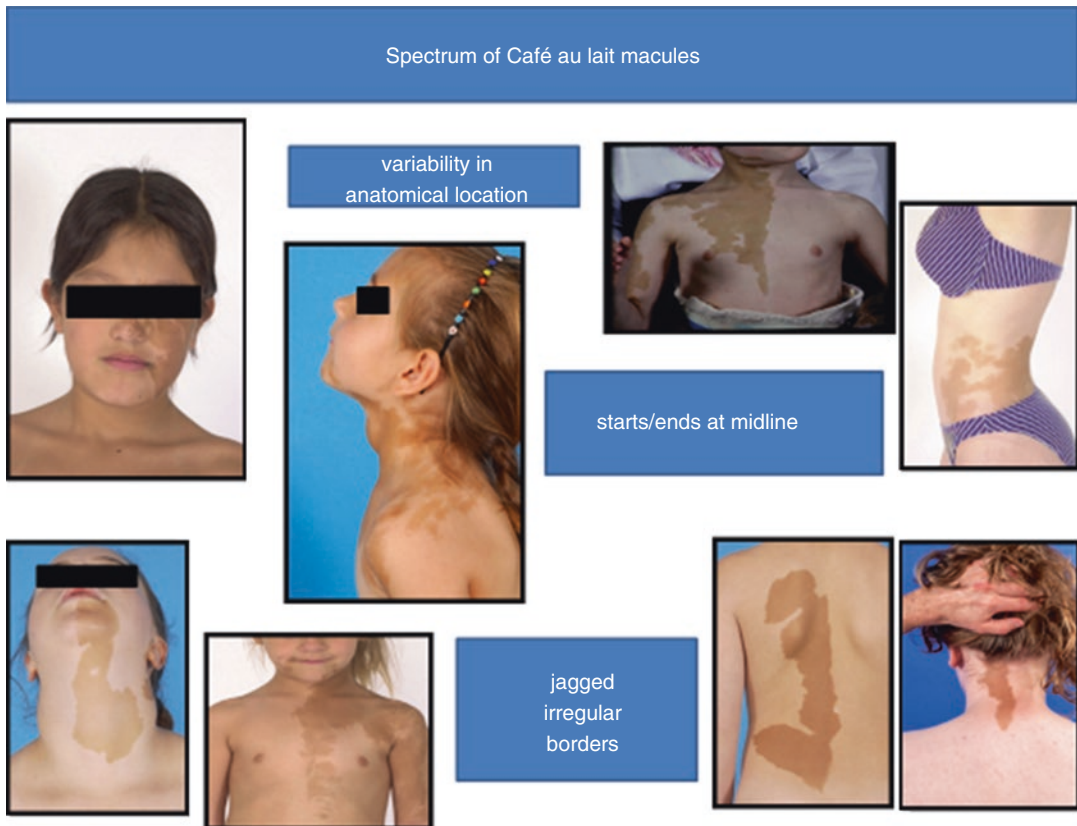 Spectrum of Café au lait macules
variability in
anatomical location
starts/ends at midline
jagged
irregular
borders